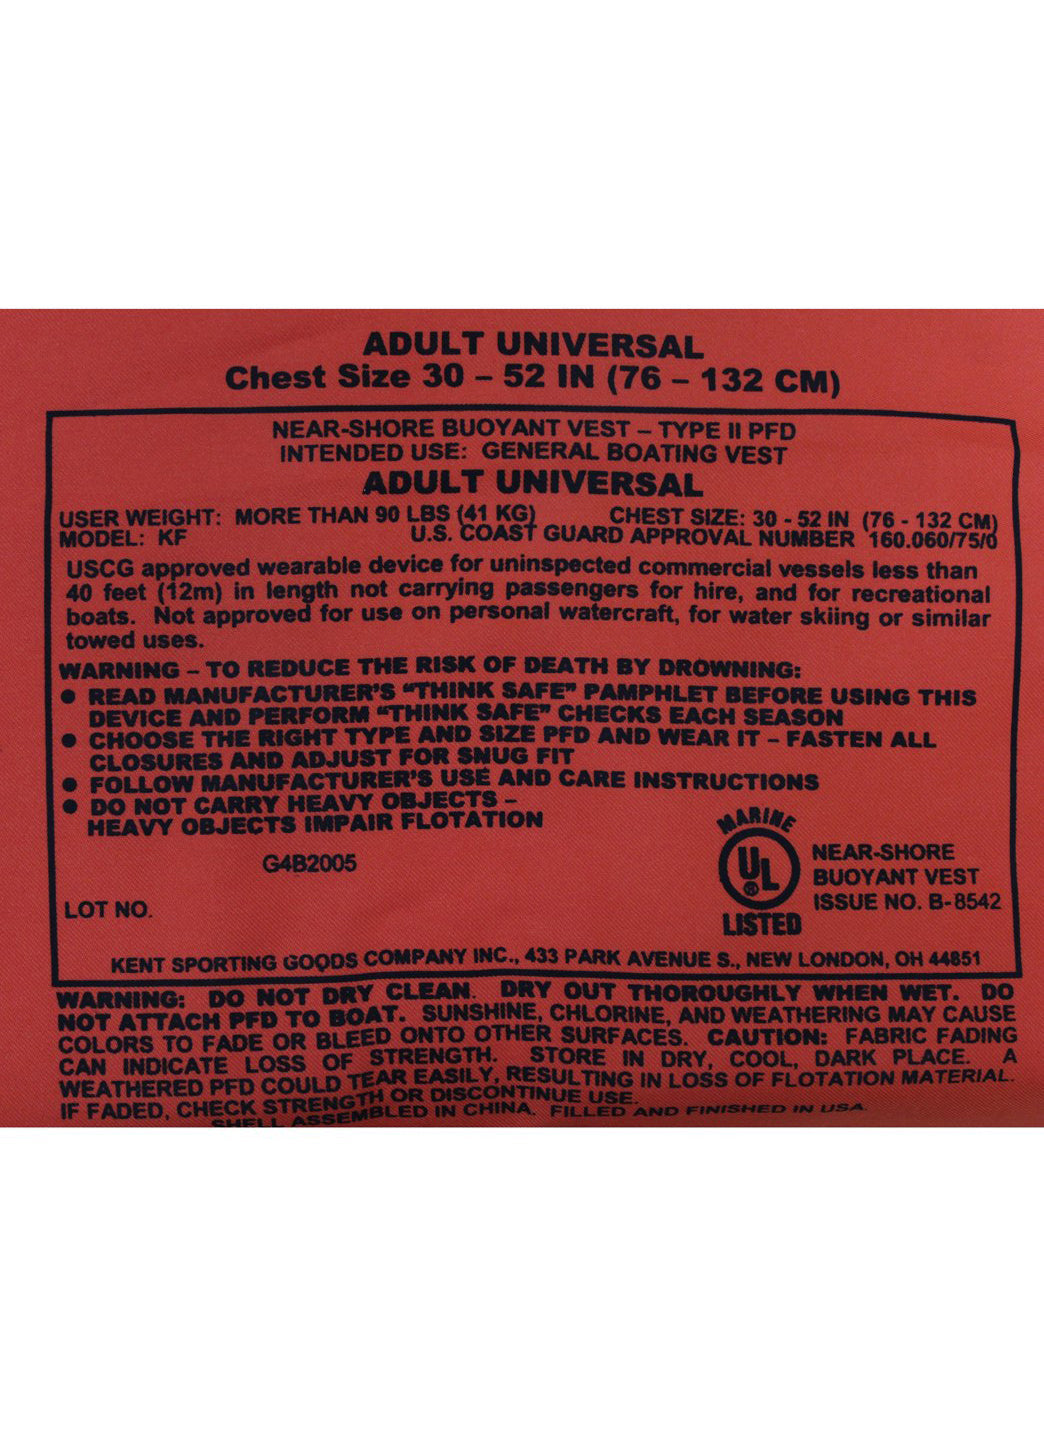 ADULT UNIVERSAL
Chest Size 30 – 52 IN (76 – 132 CM)
NEAR-SHORE BUOYANT VEST – TYPE II PFD
INTENDED USE: GENERAL BOATING VEST
ADULT UNIVERSAL
USER WEIGHT: MORE THAN 90 LBS (41 KG) CHEST SIZE: 30 - 52 IN (76 - 132 CM)
MODEL: KF U.S. COAST GUARD APPROVAL NUMBER 160.060/75/0
USCG approved wearable device for uninspected commercial vessels less than
40 feet (12m) in length not carrying passengers for hire, and for recreational
boats. Not approved for use on personal watercraft, for water skiing or similar
towed uses.
WARNING – TO REDUCE THE RISK OF DEATH BY DROWNING:
● READ MANUFACTURER'S "THINK SAFE" PAMPHLET BEFORE USING THIS
DEVICE AND PERFORM "THINK SAFE" CHECKS EACH SEASON
● CHOOSE THE RIGHT TYPE AND SIZE PFD AND WEAR IT – FASTEN ALL
CLOSURES AND ADJUST FOR SNUG FIT
● FOLLOW MANUFACTURER'S USE AND CARE INSTRUCTIONS
● DO NOT CARRY HEAVY OBJECTS –
HEAVY OBJECTS IMPAIR FLOTATION
G4B2005
LOT NO.
MARINE
UL ®
LISTED
NEAR-SHORE
BUOYANT VEST
ISSUE NO. B-8542
KENT SPORTING GOODS COMPANY INC., 433 PARK AVENUE S., NEW LONDON, OH 44851
WARNING: DO NOT DRY CLEAN. DRY OUT THOROUGHLY WHEN WET. DO
NOT ATTACH PFD TO BOAT. SUNSHINE, CHLORINE, AND WEATHERING MAY CAUSE
COLORS TO FADE OR BLEED ONTO OTHER SURFACES. CAUTION: FABRIC FADING
CAN INDICATE LOSS OF STRENGTH. STORE IN DRY, COOL, DARK PLACE. A
WEATHERED PFD COULD TEAR EASILY, RESULTING IN LOSS OF FLOTATION MATERIAL.
IF FADED, CHECK STRENGTH OR DISCONTINUE USE.
SHELL ASSEMBLED IN CHINA. FILLED AND FINISHED IN USA.